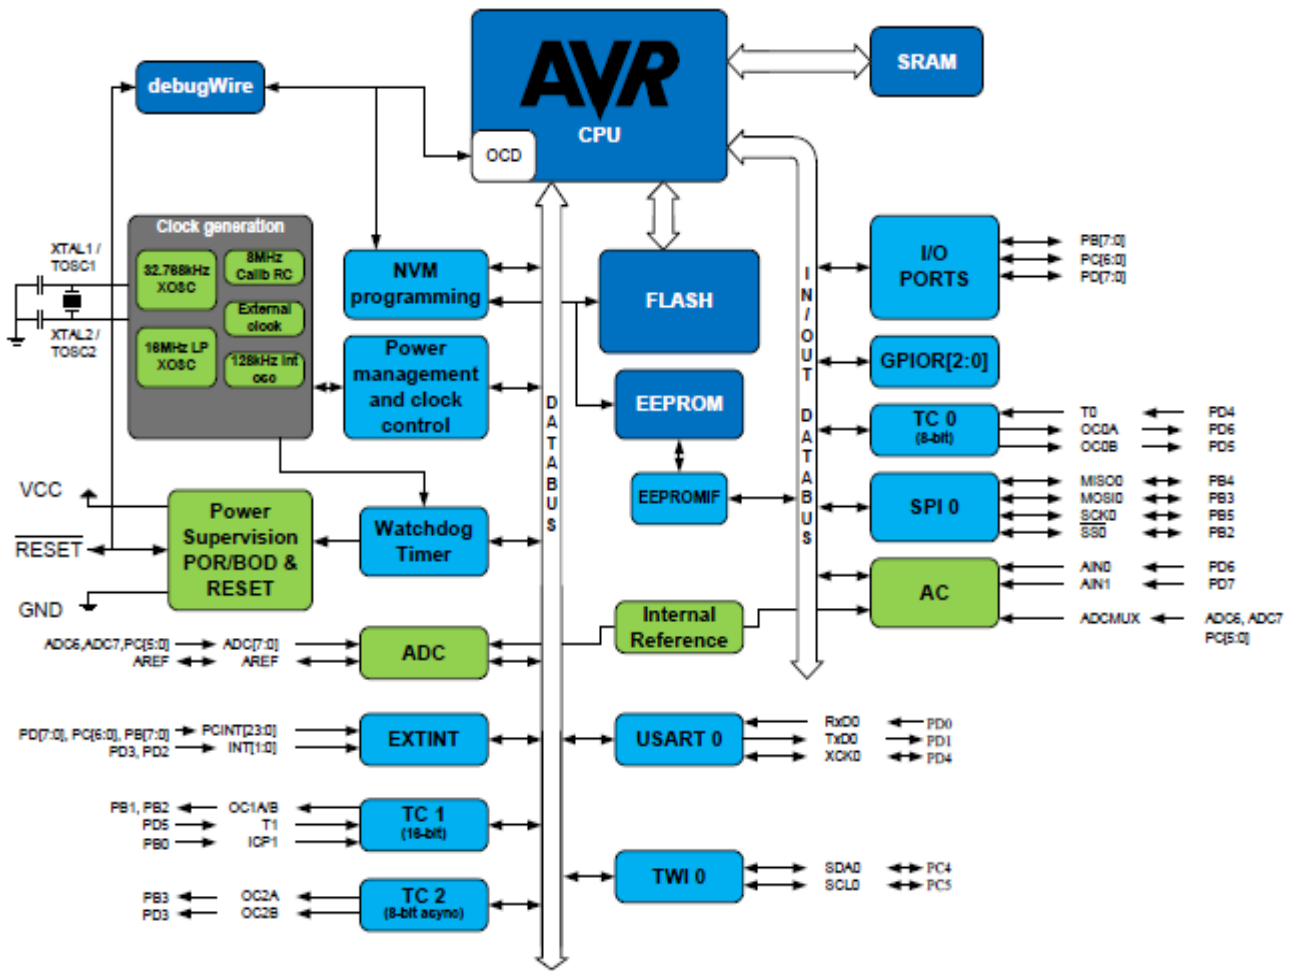 AVR
CPU
OCD
SRAM
debugWire
Clock generation
XTAL1 /
TOSC1
XTAL2 /
TOSC2
32.768kHz
XOSC
8MHz
Calib RC
External
clock
16MHz LP
XOSC
128kHz int
osc
NVM
programming
Power
management
and clock
control
FLASH
EEPROM
EEPROMIF
I/O
PORTS
PB[7:0]
PC[6:0]
PD[7:0]
GPIOR[2:0]
TC 0
(8-bit)
T0 PD4
OC0A PD6
OC0B PD5
SPI 0
MISO0 PB4
MOSI0 PB3
SCK0 PB5
SS0 PB2
AC
AIN0 PD6
AIN1 PD7
ADCMUX ADC6, ADC7
PC[5:0]
IN/OUT DATABUS
DATABUS
VCC
RESET
GND
Power
Supervision
POR/BOD &
RESET
Watchdog
Timer
Internal
Reference
ADC6,ADC7,PC[5:0] ADC[7:0]
AREF AREF
ADC
PD[7:0], PC[6:0], PB[7:0] PCINT[23:0]
PD3, PD2 INT[1:0]
EXTINT
USART 0
RxD0 PD0
TxD0 PD1
XCK0 PD4
PB1, PB2 OC1A/B
PD5 T1
PB0 ICP1
TC 1
(16-bit)
TWI 0
SDA0 PC4
SCL0 PC5
PB3 OC2A
PD3 OC2B
TC 2
(8-bit async)